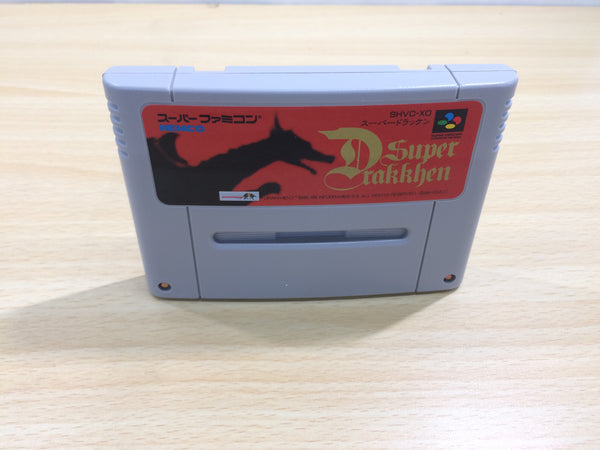 スーパーファミコン®
KEMCO
SHVC-XO
スーパードラッケン
Super
Drakkhen